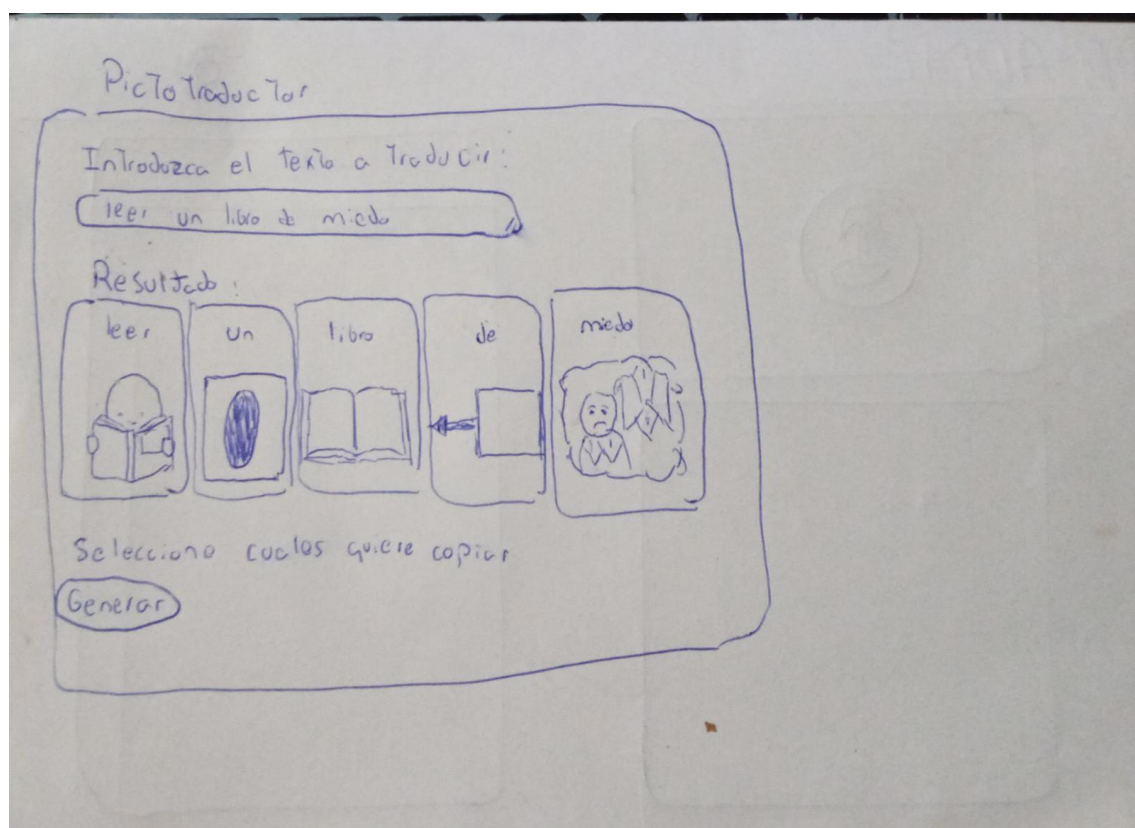 Pictotraductor
Introduzca el texto a traducir:
leer un libro de miedo
Resultado:
leer un libro de miedo
Selecciona cuales quiere copiar
Generar